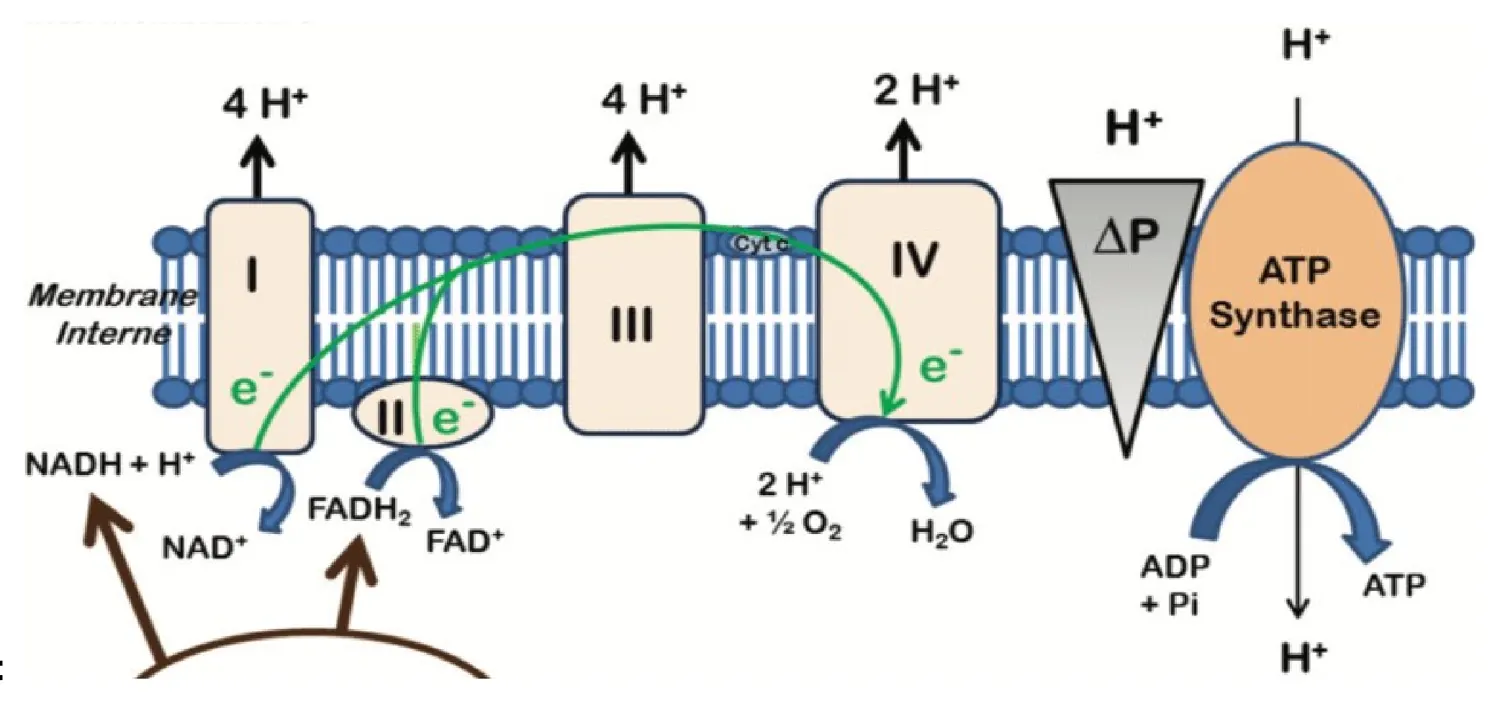 H⁺
4 H⁺
4 H⁺
2 H⁺
H⁺
I
Cyt c
IV
ΔP
ATP
Synthase
Membrane
Interne
III
e⁻
II
e⁻
e⁻
NADH + H⁺
NAD⁺
FADH₂
FAD⁺
2 H⁺
+ ½ O₂
H₂O
ADP
+ Pi
ATP
H⁺
: